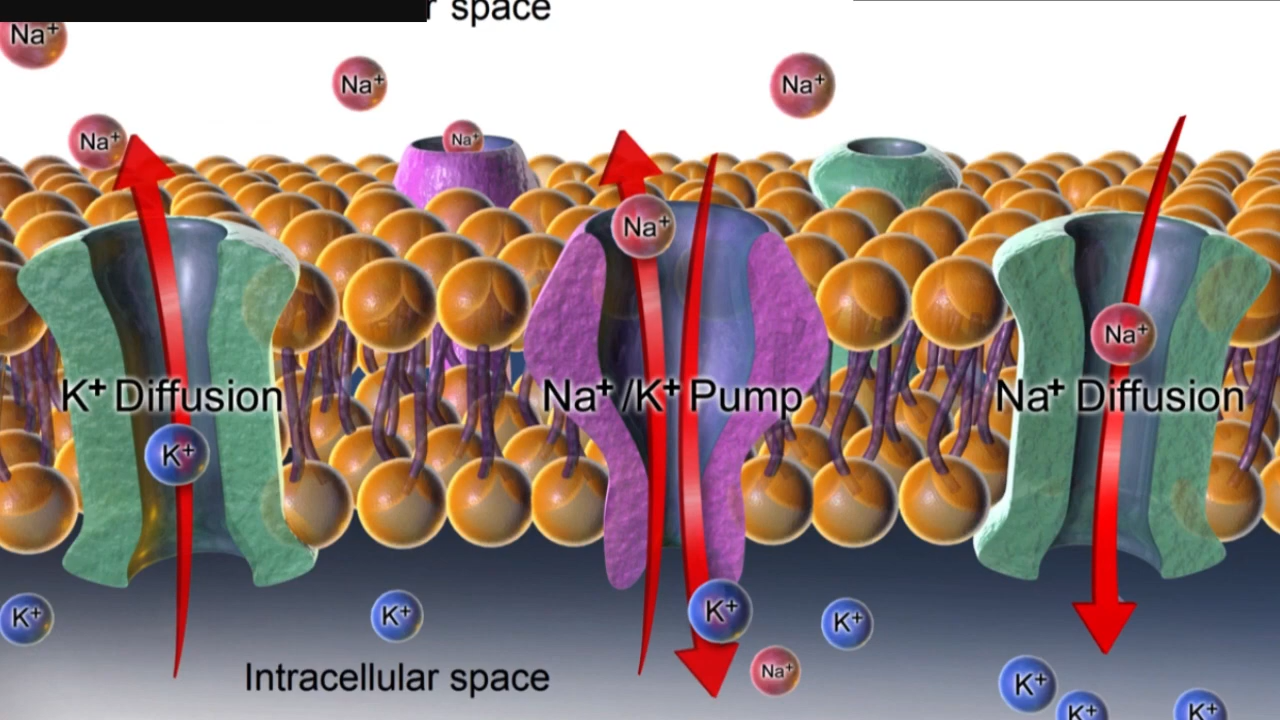 r space
Na⁺
Na⁺
Na⁺
Na⁺
Na⁺
Na⁺
Na⁺
K⁺ Diffusion
Na⁺/K⁺ Pump
Na⁺ Diffusion
K⁺
K⁺
K⁺
K⁺
K⁺
Na⁺
Intracellular space
K⁺
K⁺
K⁺